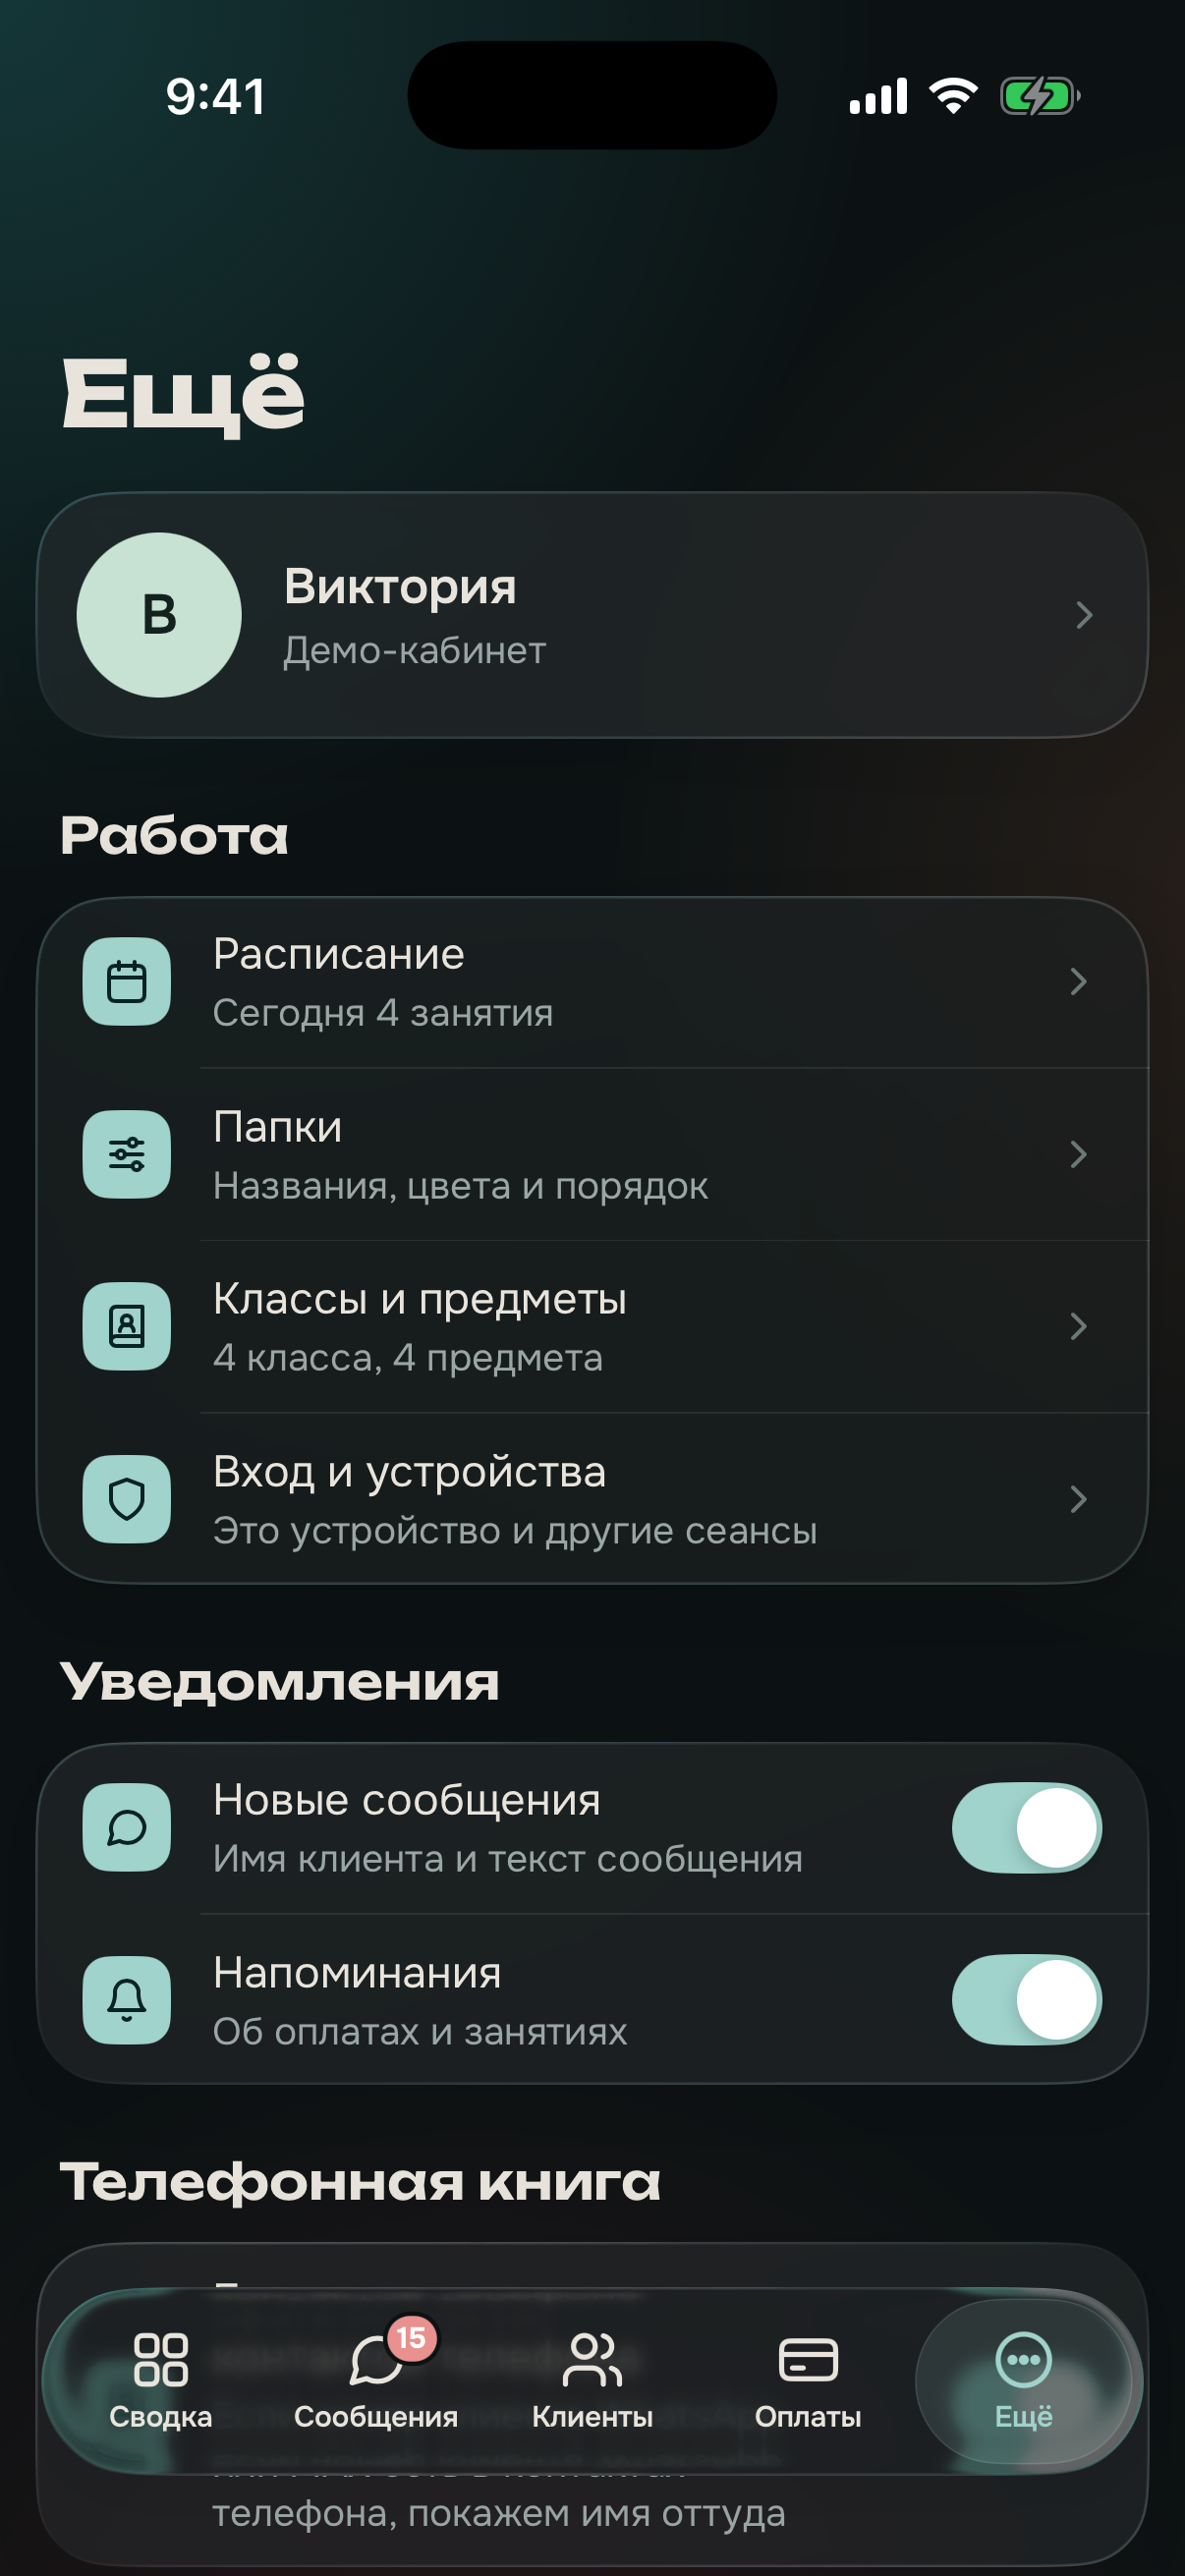 9:41
Ещё
В
Виктория
Демо-кабинет
Работа
Расписание
Сегодня 4 занятия
Папки
Названия, цвета и порядок
Классы и предметы
4 класса, 4 предмета
Вход и устройства
Это устройство и другие сеансы
Уведомления
Новые сообщения
Имя клиента и текст сообщения
Напоминания
Об оплатах и занятиях
Телефонная книга
15
Сводка
Сообщения
Клиенты
Оплаты
Ещё
телефона, покажем имя оттуда